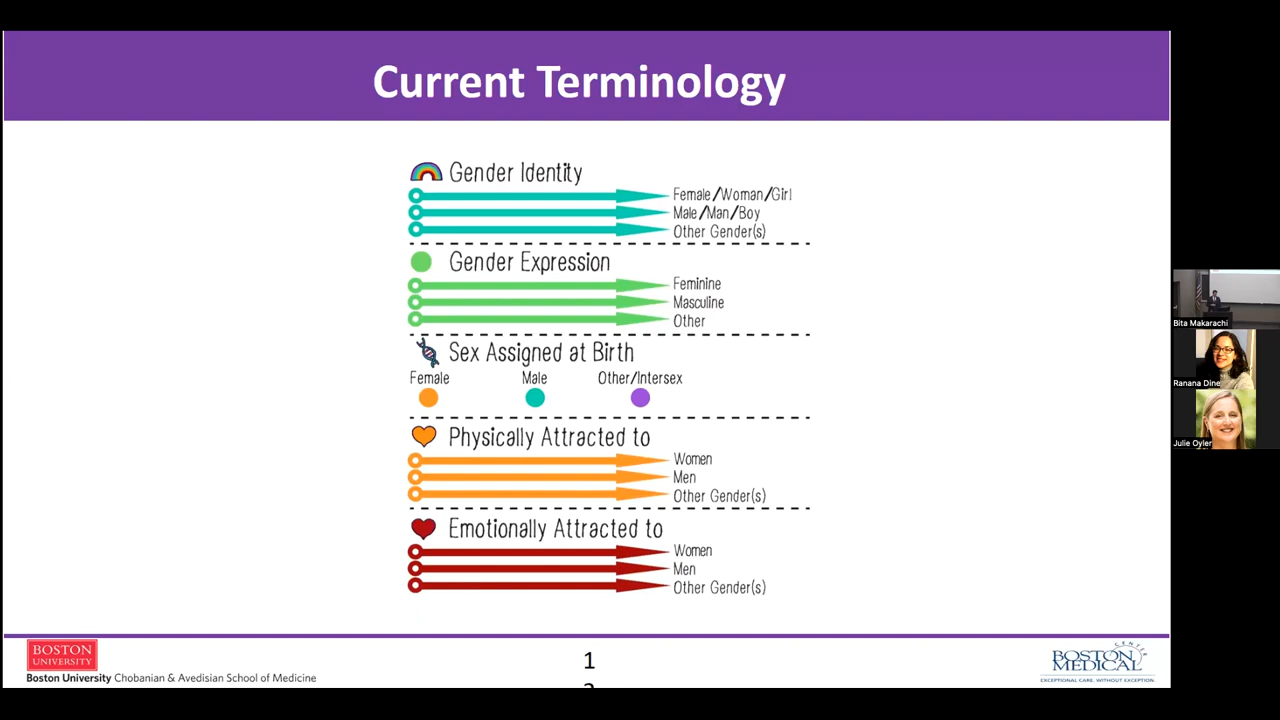 Current Terminology
Gender Identity
Female/Woman/Girl
Male/Man/Boy
Other Gender(s)
Gender Expression
Feminine
Masculine
Other
Sex Assigned at Birth
Female Male Other/Intersex
Physically Attracted to
Women
Men
Other Gender(s)
Emotionally Attracted to
Women
Men
Other Gender(s)
BOSTON
UNIVERSITY
Boston University Chobanian & Avedisian School of Medicine
1
BOSTON
MEDICAL
CENTER
EXCEPTIONAL CARE. WITHOUT EXCEPTION.
Bita Makarachi
Ranana Dine
Julie Oyler